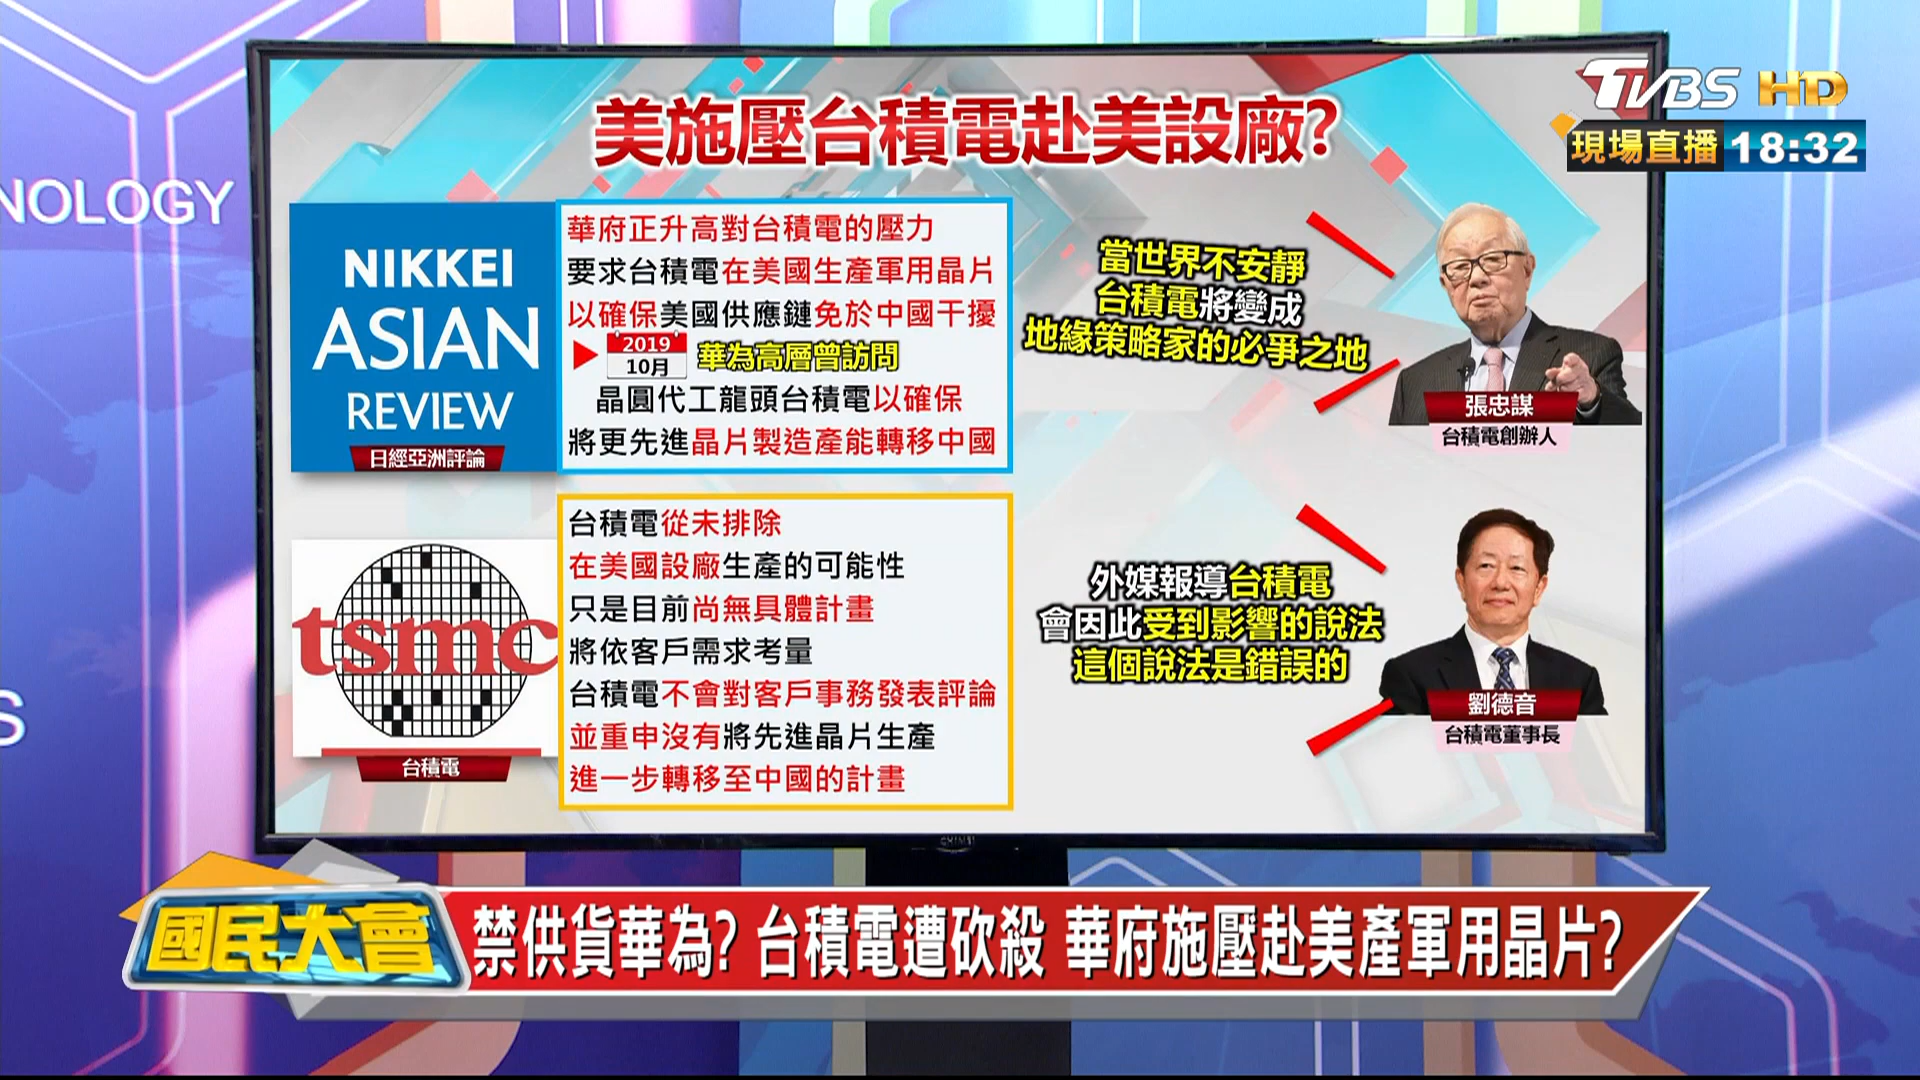 TVBS HD
現場直播 18:32
NOLOGY
S
美施壓台積電赴美設廠?
NIKKEI
ASIAN
REVIEW
日經亞洲評論
華府正升高對台積電的壓力
要求台積電在美國生產軍用晶片
以確保美國供應鏈免於中國干擾
2019
10月
華為高層曾訪問
晶圓代工龍頭台積電以確保
將更先進晶片製造產能轉移中國
當世界不安靜
台積電將變成
地緣策略家的必爭之地
張忠謀
台積電創辦人
tsmc
台積電
台積電從未排除
在美國設廠生產的可能性
只是目前尚無具體計畫
將依客戶需求考量
台積電不會對客戶事務發表評論
並重申沒有將先進晶片生產
進一步轉移至中國的計畫
外媒報導台積電
會因此受到影響的說法
這個說法是錯誤的
劉德音
台積電董事長
CHIMEI
國民大會
禁供貨華為? 台積電遭砍殺 華府施壓赴美產軍用晶片?